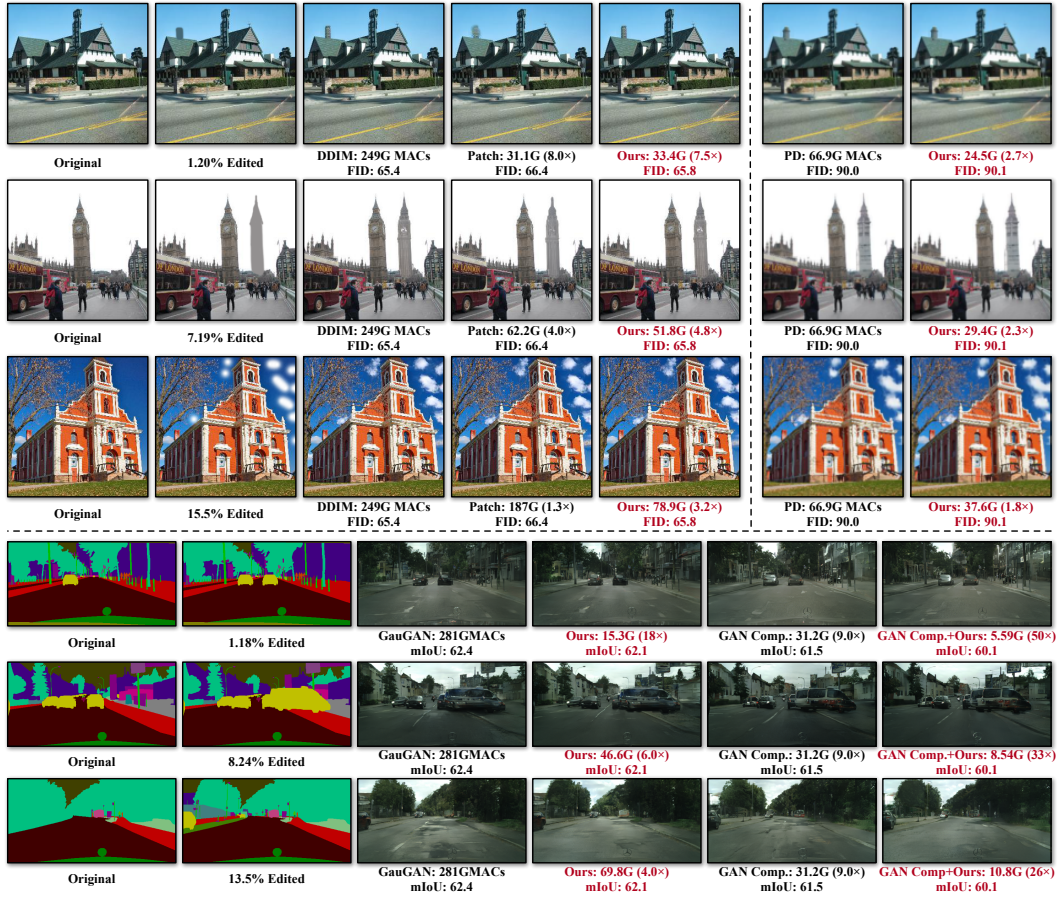 Original
1.20% Edited
DDIM: 249G MACs
FID: 65.4
Patch: 31.1G (8.0×)
FID: 66.4
Ours: 33.4G (7.5×)
FID: 65.8
PD: 66.9G MACs
FID: 90.0
Ours: 24.5G (2.7×)
FID: 90.1
OF LONDON
Original
7.19% Edited
DDIM: 249G MACs
FID: 65.4
Patch: 62.2G (4.0×)
FID: 66.4
Ours: 51.8G (4.8×)
FID: 65.8
PD: 66.9G MACs
FID: 90.0
Ours: 29.4G (2.3×)
FID: 90.1
Original
15.5% Edited
DDIM: 249G MACs
FID: 65.4
Patch: 187G (1.3×)
FID: 66.4
Ours: 78.9G (3.2×)
FID: 65.8
PD: 66.9G MACs
FID: 90.0
Ours: 37.6G (1.8×)
FID: 90.1
Original
1.18% Edited
GauGAN: 281GMACs
mIoU: 62.4
Ours: 15.3G (18×)
mIoU: 62.1
GAN Comp.: 31.2G (9.0×)
mIoU: 61.5
GAN Comp.+Ours: 5.59G (50×)
mIoU: 60.1
Original
8.24% Edited
GauGAN: 281GMACs
mIoU: 62.4
Ours: 46.6G (6.0×)
mIoU: 62.1
GAN Comp.: 31.2G (9.0×)
mIoU: 61.5
GAN Comp.+Ours: 8.54G (33×)
mIoU: 60.1
Original
13.5% Edited
GauGAN: 281GMACs
mIoU: 62.4
Ours: 69.8G (4.0×)
mIoU: 62.1
GAN Comp.: 31.2G (9.0×)
mIoU: 61.5
GAN Comp+Ours: 10.8G (26×)
mIoU: 60.1